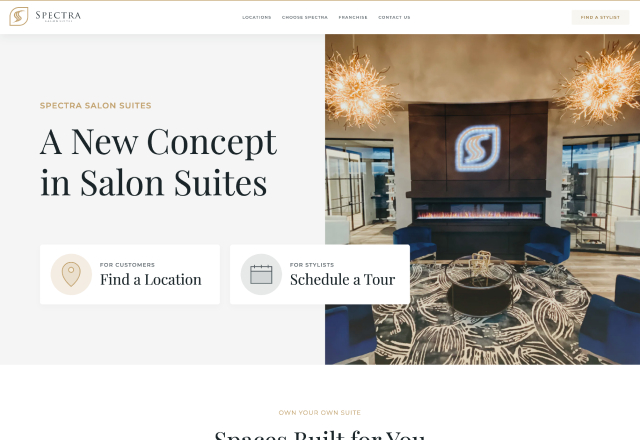 SPECTRA
LOCATIONS
CHOOSE SPECTRA
FRANCHISE
CONTACT US
FIND A STYLIST
SPECTRA SALON SUITES
A New Concept
in Salon Suites
FOR CUSTOMERS
Find a Location
FOR STYLISTS
Schedule a Tour
OWN YOUR OWN SUITE
Spaces Built for You